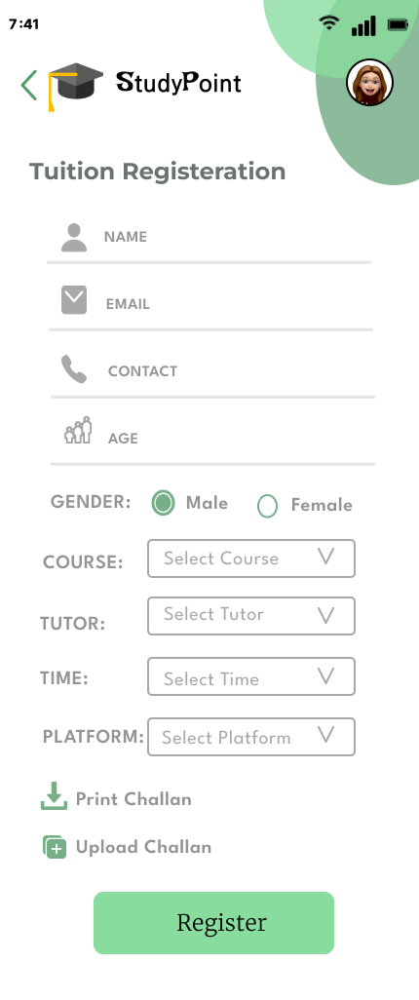 7:41
StudyPoint
Tuition Registeration
NAME
EMAIL
CONTACT
AGE
GENDER: Male Female
COURSE: Select Course
TUTOR: Select Tutor
TIME: Select Time
PLATFORM: Select Platform
Print Challan
Upload Challan
Register